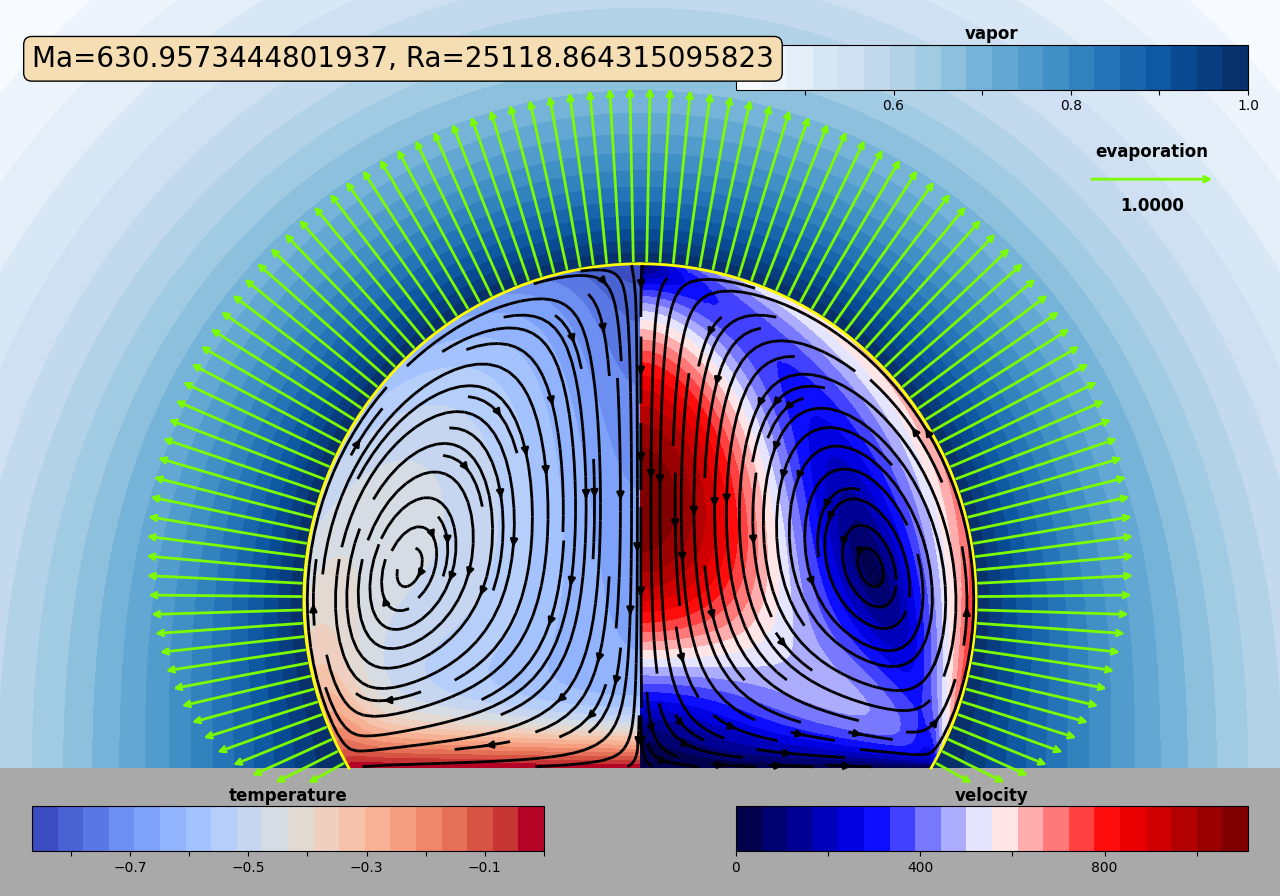 Ma=630.9573444801937, Ra=25118.864315095823
vapor
0.6 0.8 1.0
evaporation
1.0000
temperature
−0.7 −0.5 −0.3 −0.1
velocity
0 400 800